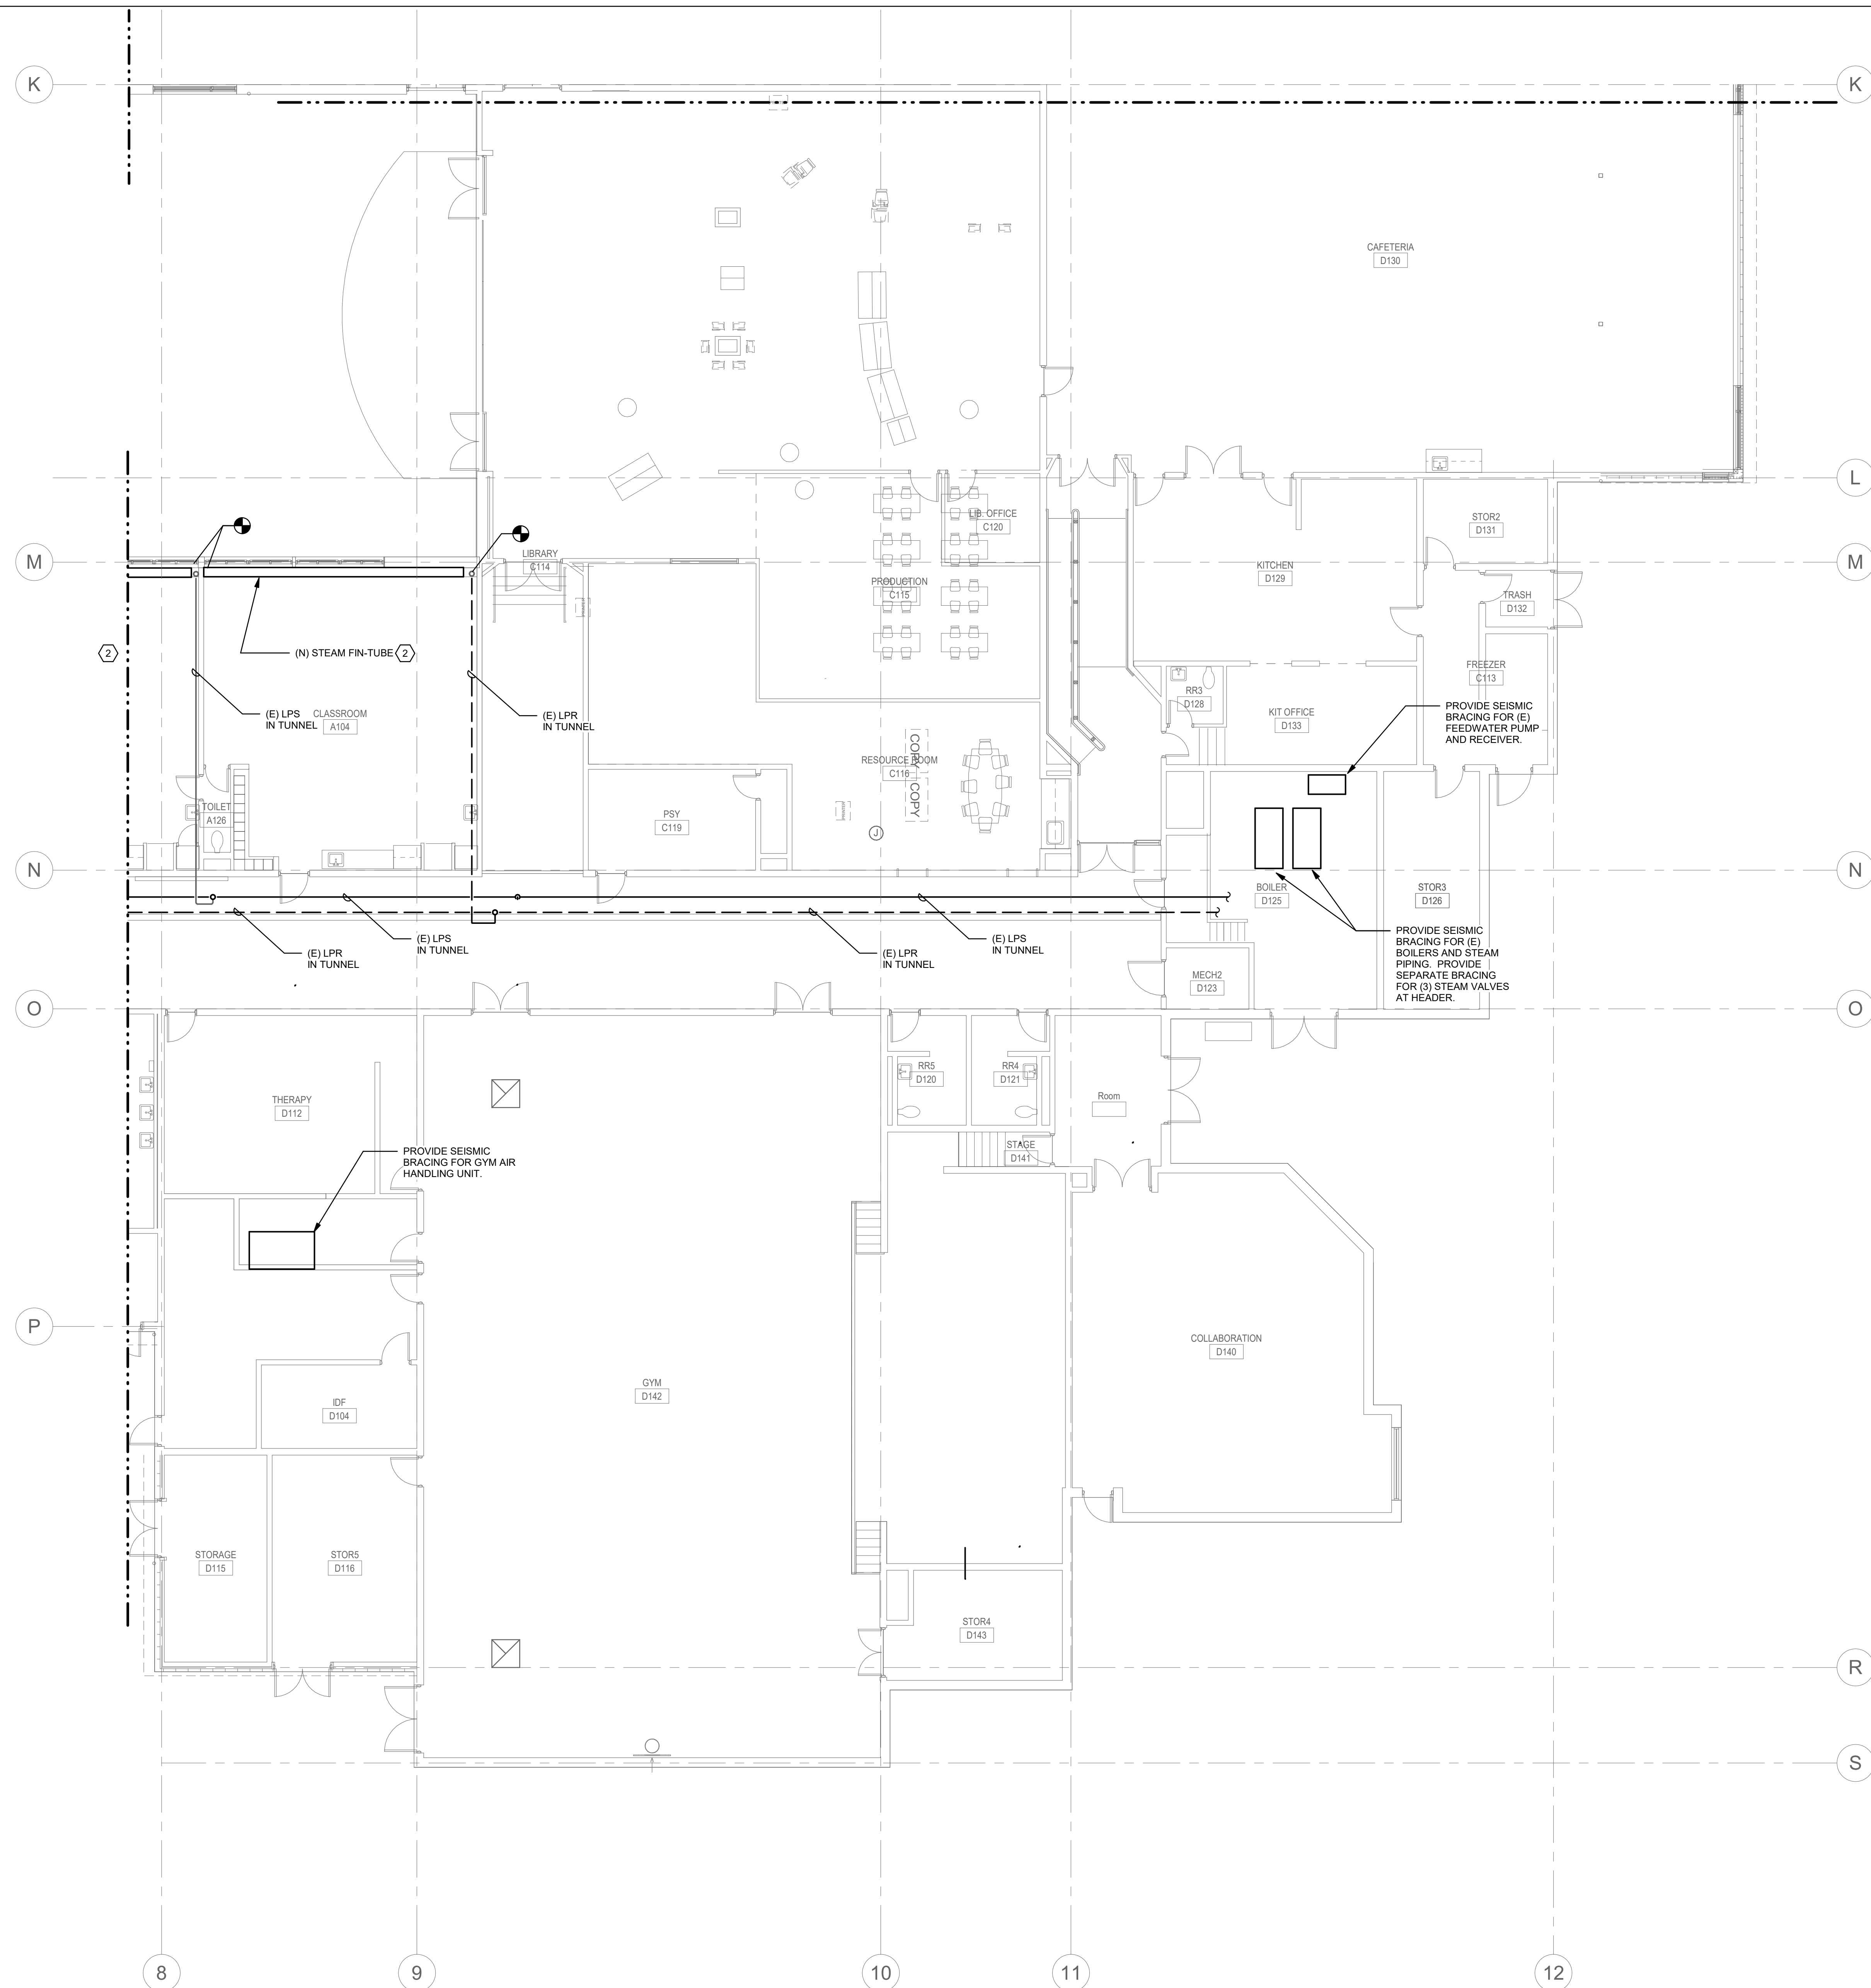 K
K
CAFETERIA
D130
L
LIB. OFFICE
C120
STOR2
D131
M
LIBRARY
C114
M
KITCHEN
D129
PRODUCTION
C115
TRASH
D132
2
(N) STEAM FIN-TUBE 2
FREEZER
C113
RR3
D128
(E) LPS
IN TUNNEL
CLASSROOM
A104
(E) LPR
IN TUNNEL
KIT OFFICE
D133
PROVIDE SEISMIC
BRACING FOR (E)
FEEDWATER PUMP
AND RECEIVER.
RESOURCE ROOM
C116
COPY
COPY
TOILET
A126
PSY
C119
J
N
N
BOILER
D125
STOR3
D126
(E) LPR
IN TUNNEL
(E) LPS
IN TUNNEL
(E) LPR
IN TUNNEL
(E) LPS
IN TUNNEL
PROVIDE SEISMIC
BRACING FOR (E)
BOILERS AND STEAM
PIPING. PROVIDE
SEPARATE BRACING
FOR (3) STEAM VALVES
AT HEADER.
MECH2
D123
O
O
RR5
D120
RR4
D121
THERAPY
D112
Room
STAGE
D141
PROVIDE SEISMIC
BRACING FOR GYM AIR
HANDLING UNIT.
P
COLLABORATION
D140
GYM
D142
IDF
D104
STORAGE
D115
STOR5
D116
STOR4
D143
R
S
8
9
10
11
12